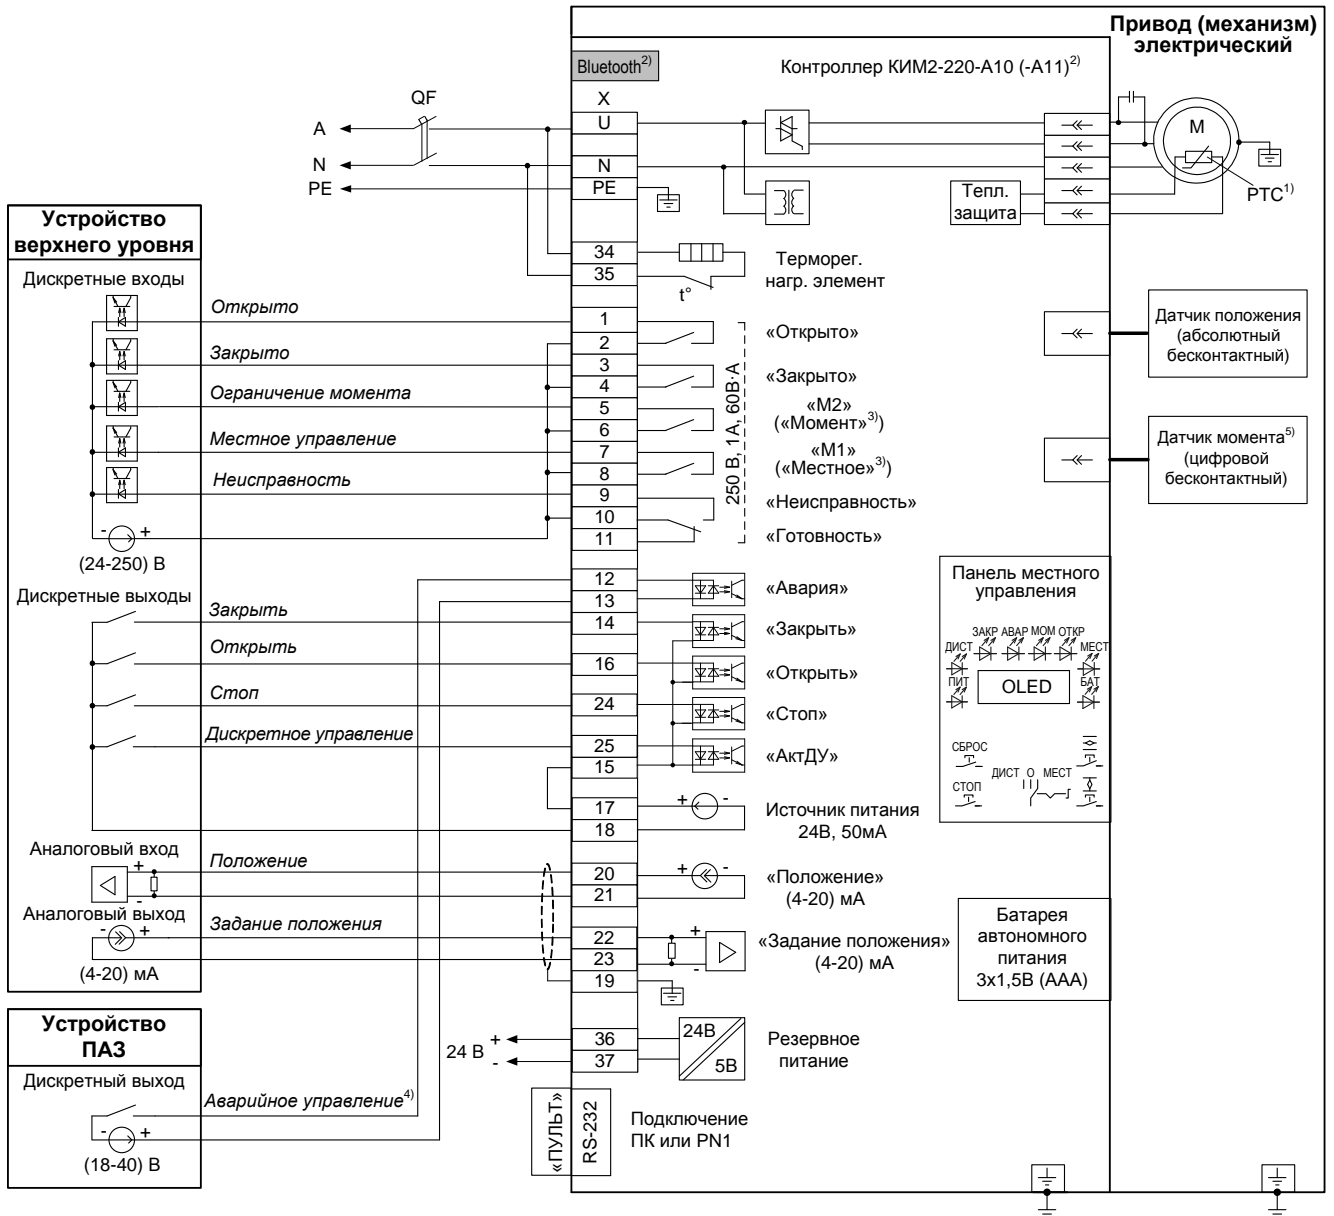 Привод (механизм)
электрический
Bluetooth2)
Контроллер КИМ2-220-А10 (-А11)2)
QF
X
A
U
N
N
PE
PE
M
PTC1)
Тепл.
защита
34
35
t°
Терморег.
нагр. элемент
Устройство
верхнего уровня
Дискретные входы
Открыто
Закрыто
Ограничение момента
Местное управление
Неисправность
- +
(24-250) В
1
2
3
4
5
6
7
8
9
10
11
250 В, 1А, 60В·А
«Открыто»
«Закрыто»
«М2»
(«Момент»3))
«М1»
(«Местное»3))
«Неисправность»
«Готовность»
Датчик положения
(абсолютный
бесконтактный)
Датчик момента5)
(цифровой
бесконтактный)
Дискретные выходы
Закрыть
Открыть
Стоп
Дискретное управление
12
13
14
16
24
25
15
17
18
«Авария»
«Закрыть»
«Открыть»
«Стоп»
«АктДУ»
+ -
Источник питания
24В, 50мА
Панель местного
управления
ЗАКР АВАР МОМ ОТКР
ДИСТ МЕСТ
ПИТ OLED БАТ
СБРОС
ДИСТ О МЕСТ
СТОП
Аналоговый вход
+
-
Положение
20
21
+ -
«Положение»
(4-20) мА
Аналоговый выход
- +
(4-20) мА
Задание положения
22
23
19
+
-
«Задание положения»
(4-20) мА
Батарея
автономного
питания
3х1,5В (ААА)
24 В
+
-
36
37
24В
5В
Резервное
питание
Устройство
ПАЗ
Дискретный выход
Аварийное управление4)
- +
(18-40) В
«ПУЛЬТ»
RS-232
Подключение
ПК или PN1